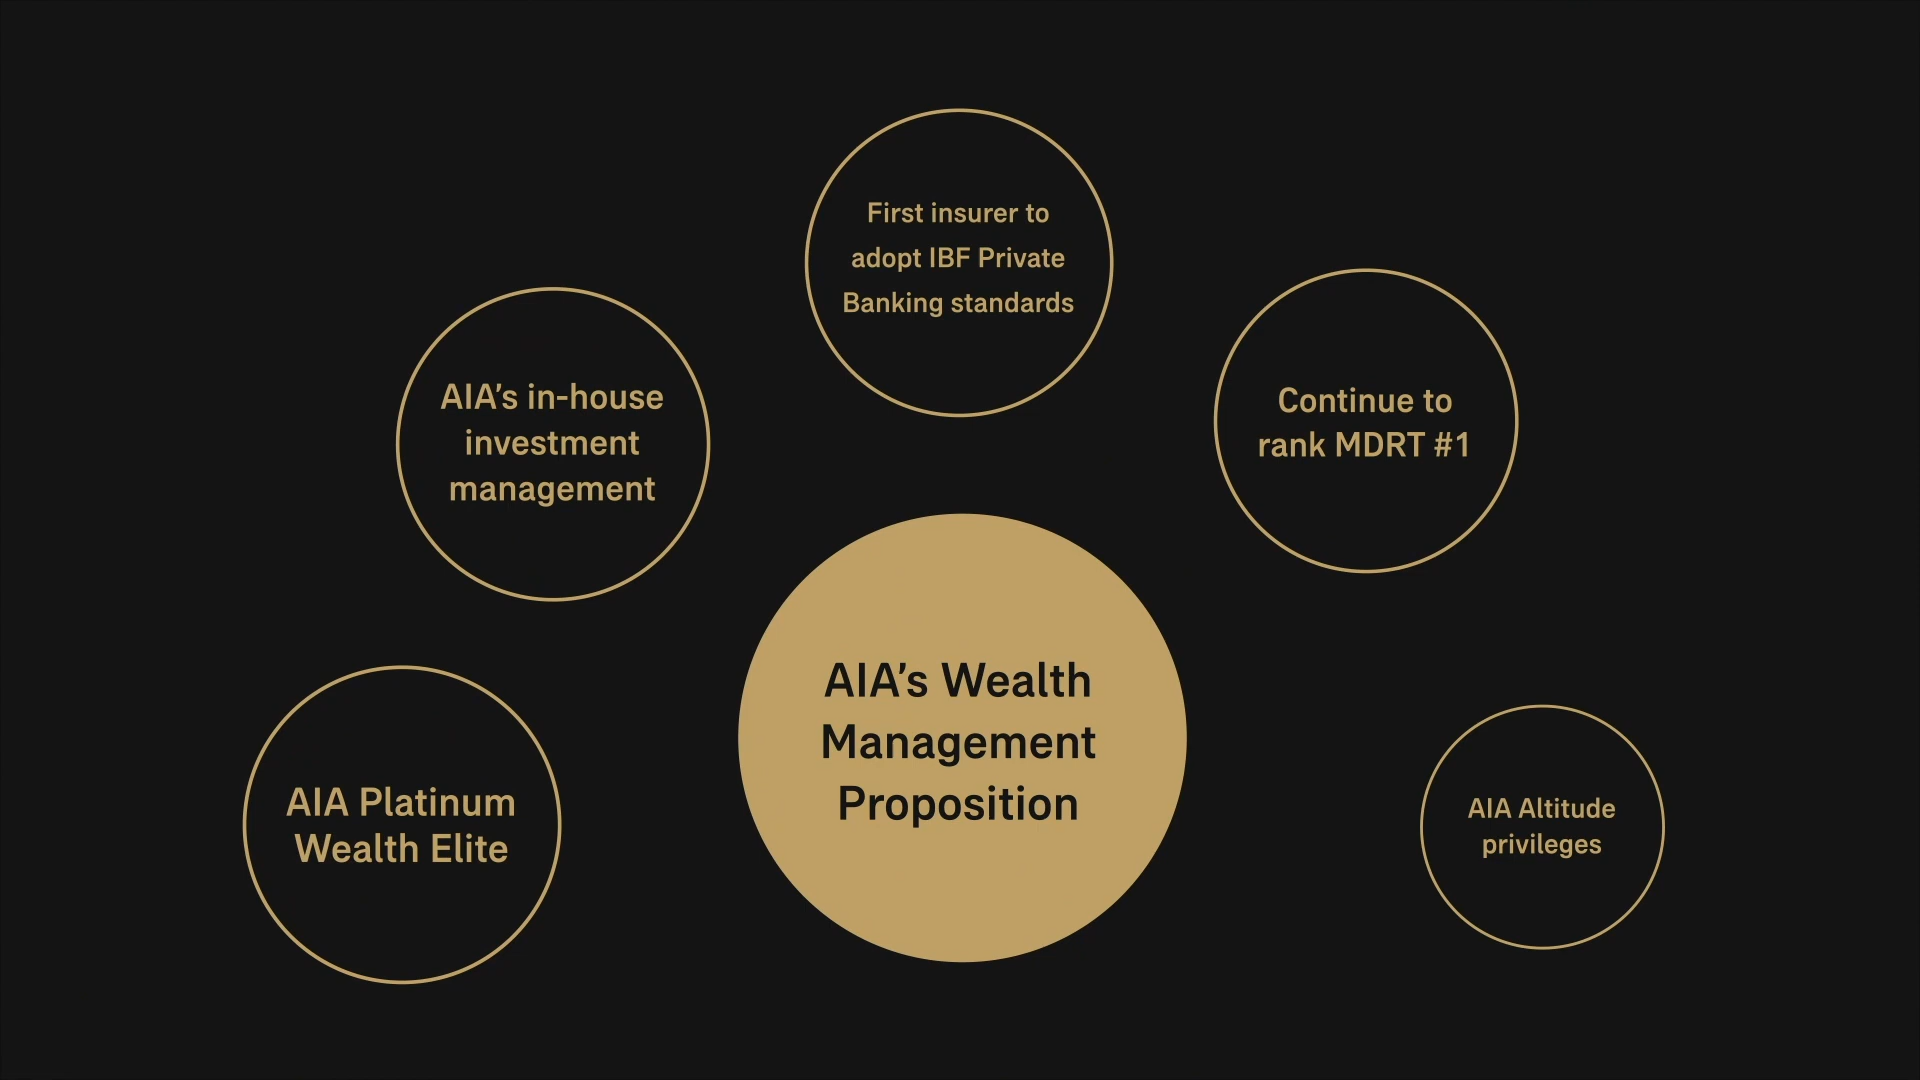 First insurer to
adopt IBF Private
Banking standards
AIA’s in-house
investment
management
Continue to
rank MDRT #1
AIA’s Wealth
Management
Proposition
AIA Platinum
Wealth Elite
AIA Altitude
privileges